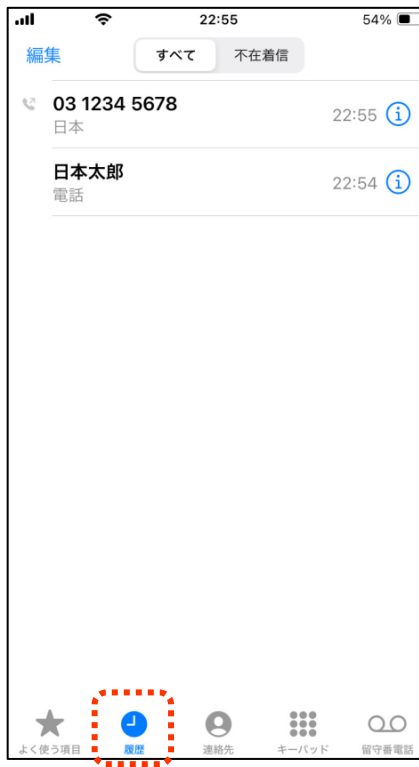 22:55 54%
編集 すべて 不在着信
03 1234 5678
日本
22:55
日本太郎
電話
22:54
よく使う項目 履歴 連絡先 キーパッド 留守番電話